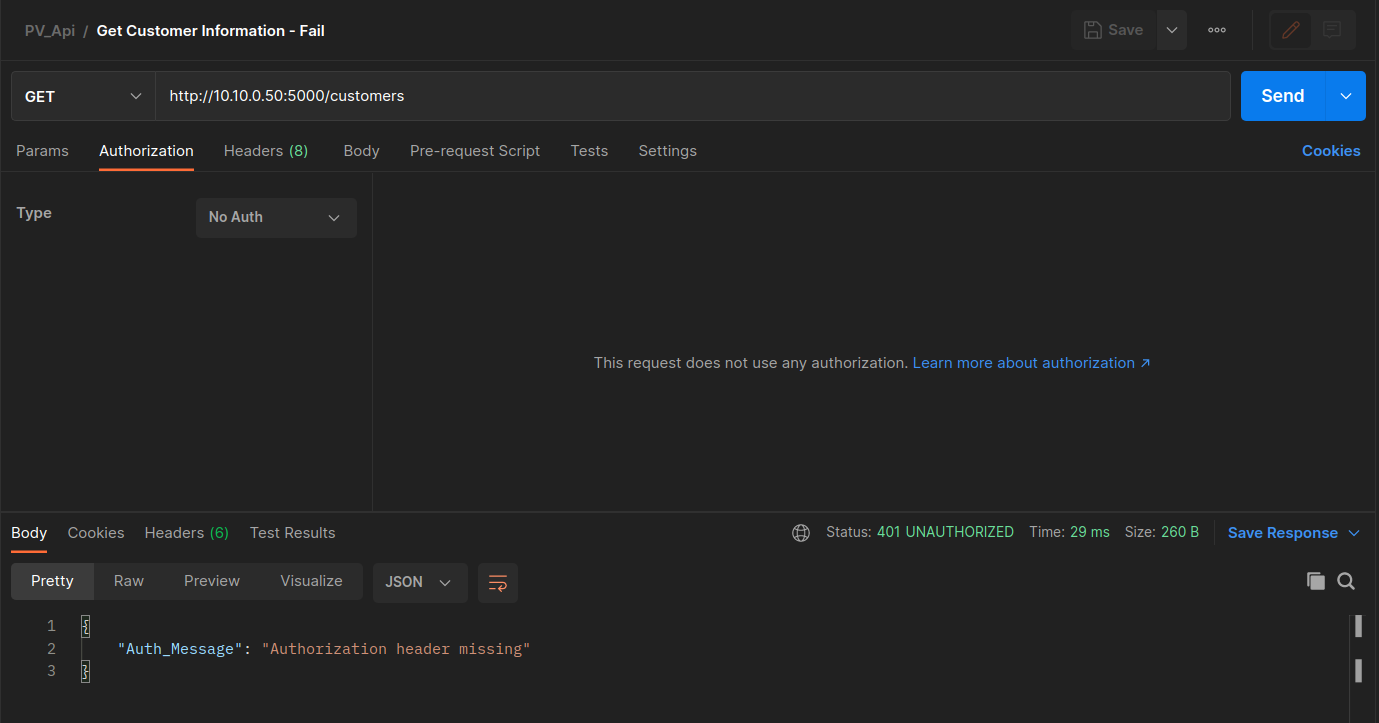 PV_Api / Get Customer Information - Fail
Save
GET
http://10.10.0.50:5000/customers
Send
Params Authorization Headers (8) Body Pre-request Script Tests Settings Cookies
Type
No Auth
This request does not use any authorization. Learn more about authorization ↗
Body Cookies Headers (6) Test Results
Status: 401 UNAUTHORIZED Time: 29 ms Size: 260 B Save Response
Pretty Raw Preview Visualize JSON
1 {
2 "Auth_Message": "Authorization header missing"
3 }